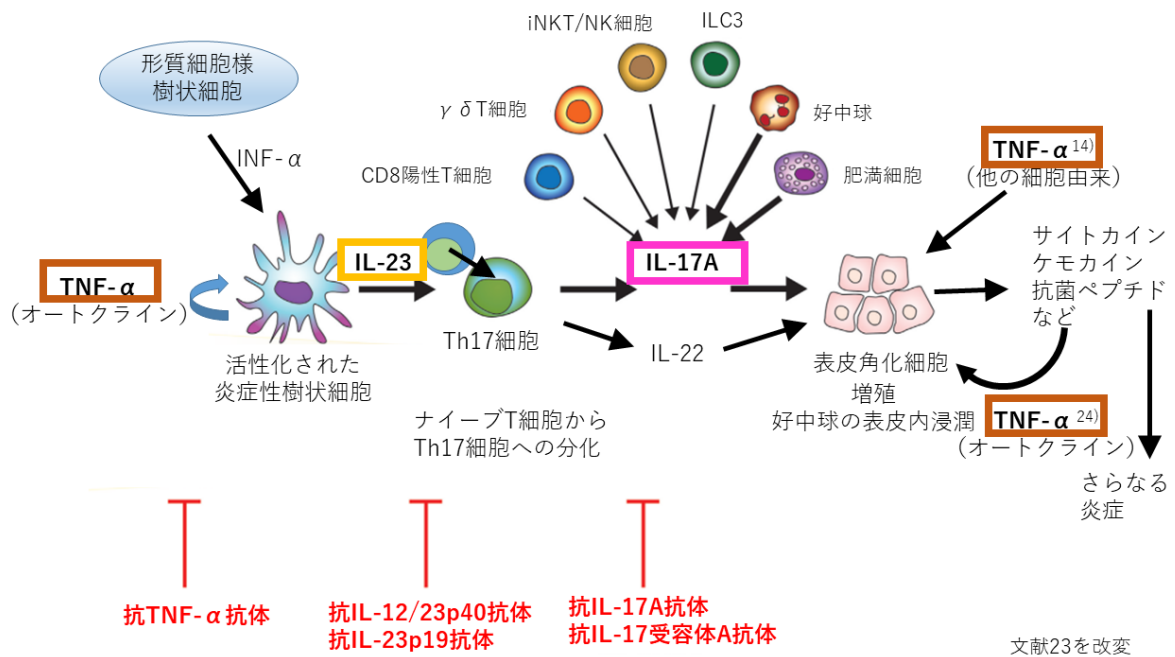 形質細胞様
樹状細胞
INF-α
TNF-α
(オートクライン)
活性化された
炎症性樹状細胞
IL-23
Th17細胞
ナイーブT細胞から
Th17細胞への分化
iNKT/NK細胞
ILC3
γδT細胞
好中球
CD8陽性T細胞
肥満細胞
IL-17A
IL-22
TNF-α14)
(他の細胞由来)
サイトカイン
ケモカイン
抗菌ペプチド
など
表皮角化細胞
増殖
好中球の表皮内浸潤
TNF-α24)
(オートクライン)
さらなる
炎症
抗TNF-α抗体
抗IL-12/23p40抗体
抗IL-23p19抗体
抗IL-17A抗体
抗IL-17受容体A抗体
文献23を改変